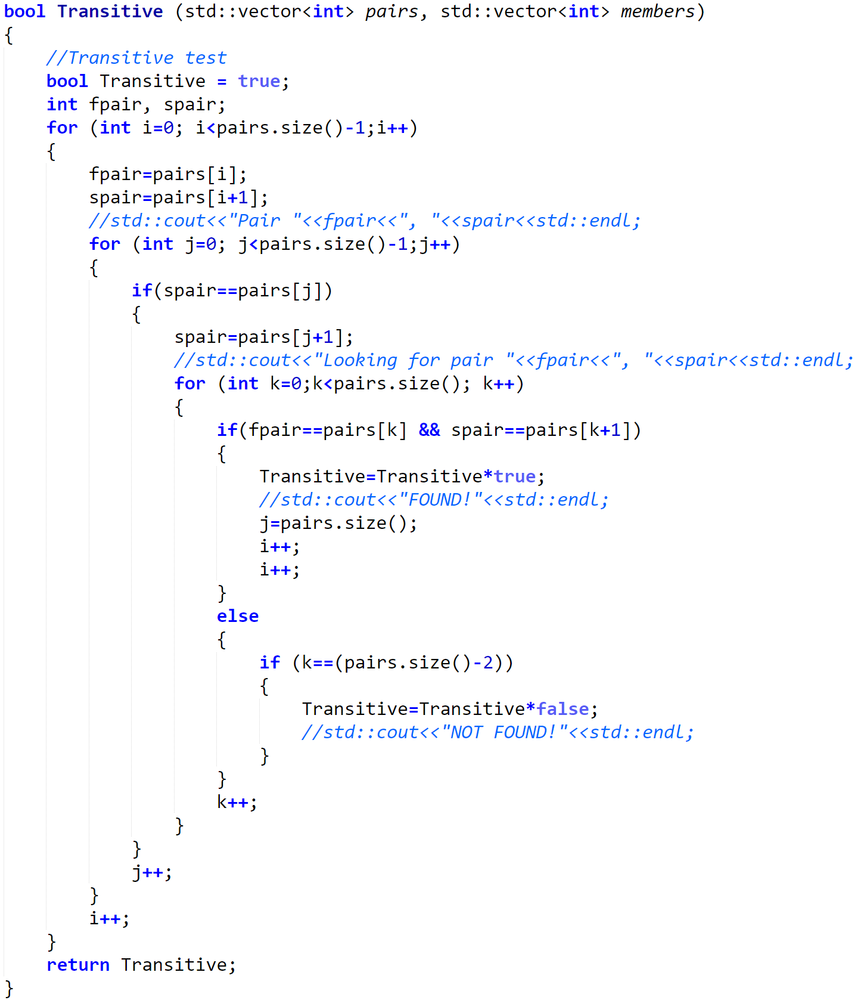 bool Transitive (std::vector<int> pairs, std::vector<int> members)
{
    //Transitive test
    bool Transitive = true;
    int fpair, spair;
    for (int i=0; i<pairs.size()-1;i++)
    {
        fpair=pairs[i];
        spair=pairs[i+1];
        //std::cout<<"Pair "<<fpair<<", "<<spair<<std::endl;
        for (int j=0; j<pairs.size()-1;j++)
        {
            if(spair==pairs[j])
            {
                spair=pairs[j+1];
                //std::cout<<"Looking for pair "<<fpair<<", "<<spair<<std::endl;
                for (int k=0;k<pairs.size(); k++)
                {
                    if(fpair==pairs[k] && spair==pairs[k+1])
                    {
                        Transitive=Transitive*true;
                        //std::cout<<"FOUND!"<<std::endl;
                        j=pairs.size();
                        i++;
                        i++;
                    }
                    else
                    {
                        if (k==(pairs.size()-2))
                        {
                            Transitive=Transitive*false;
                            //std::cout<<"NOT FOUND!"<<std::endl;
                        }
                    }
                    k++;
                }
            }
            j++;
        }
        i++;
    }
    return Transitive;
}